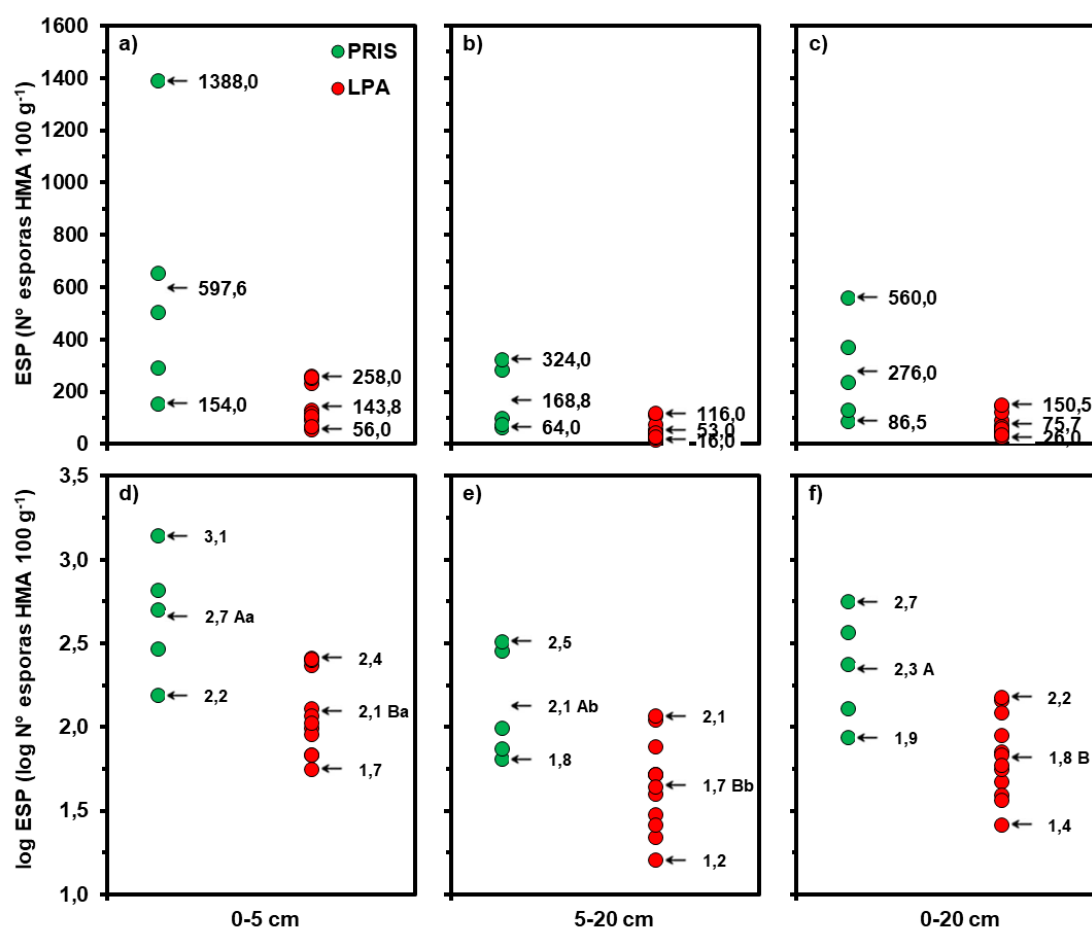 ESP (Nº esporas HMA 100 g⁻¹)
1600
1400
1200
1000
800
600
400
200
0
a)
PRIS
LPA
1388,0
597,6
154,0
258,0
143,8
56,0
b)
324,0
168,8
64,0
116,0
53,0
16,0
c)
560,0
276,0
86,5
150,5
75,7
26,0
log ESP (log Nº esporas HMA 100 g⁻¹)
3,5
3,0
2,5
2,0
1,5
1,0
d)
3,1
2,7 Aa
2,2
2,4
2,1 Ba
1,7
e)
2,5
2,1 Ab
1,8
2,1
1,7 Bb
1,2
f)
2,7
2,3 A
1,9
2,2
1,8 B
1,4
0-5 cm
5-20 cm
0-20 cm